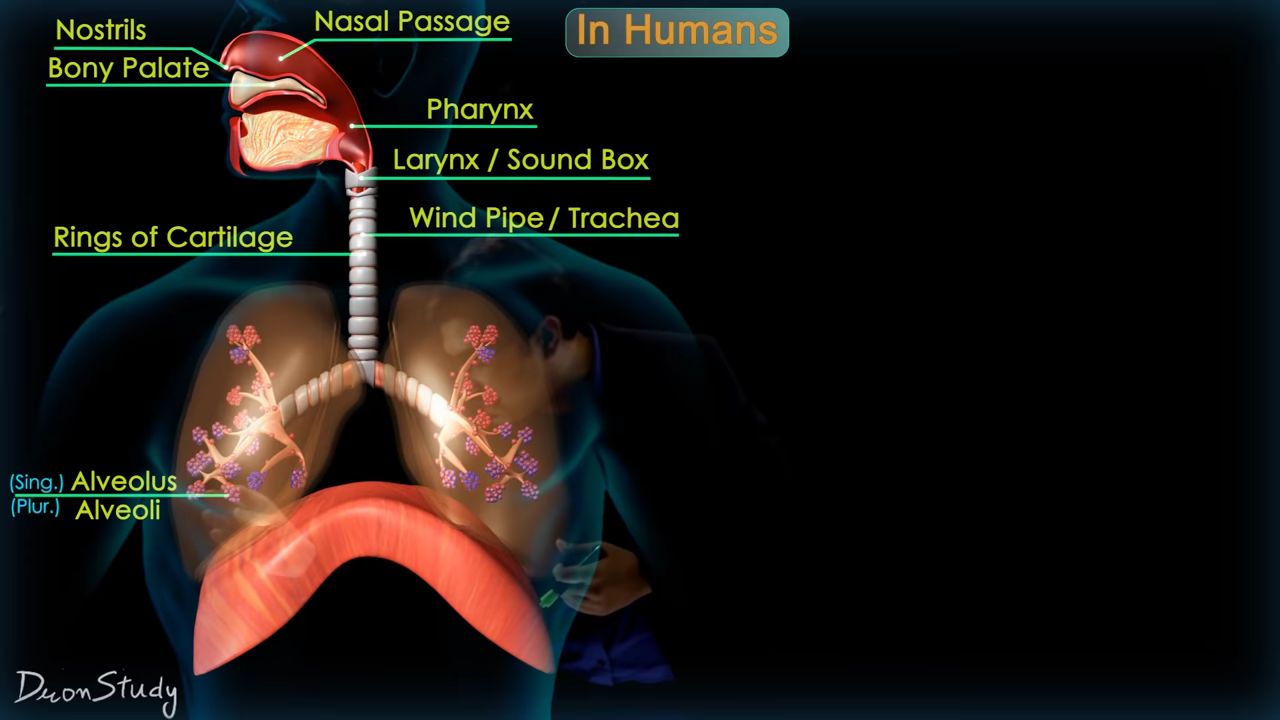 In Humans
Nostrils
Nasal Passage
Bony Palate
Pharynx
Larynx / Sound Box
Wind Pipe / Trachea
Rings of Cartilage
(Sing.) Alveolus
(Plur.) Alveoli
DronStudy